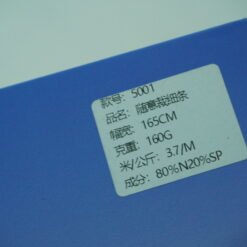 款号: 5001
品名: 随意裁细条
幅宽: 165CM
克重: 160G
米/公斤: 3.7/M
成分: 80%N20%SP